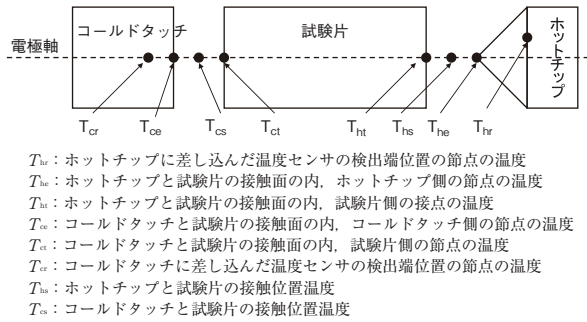 コールドタッチ
試験片
ホットチップ
電極軸
Tcr
Tce
Tcs
Tct
Tht
Ths
The
Thr
Thr：ホットチップに差し込んだ温度センサの検出端位置の節点の温度
The：ホットチップと試験片の接触面の内，ホットチップ側の節点の温度
Tht：ホットチップと試験片の接触面の内，試験片側の接点の温度
Tce：コールドタッチと試験片の接触面の内，コールドタッチ側の節点の温度
Tct：コールドタッチと試験片の接触面の内，試験片側の節点の温度
Tcr：コールドタッチに差し込んだ温度センサの検出端位置の節点の温度
Ths：ホットチップと試験片の接触位置温度
Tcs：コールドタッチと試験片の接触位置温度